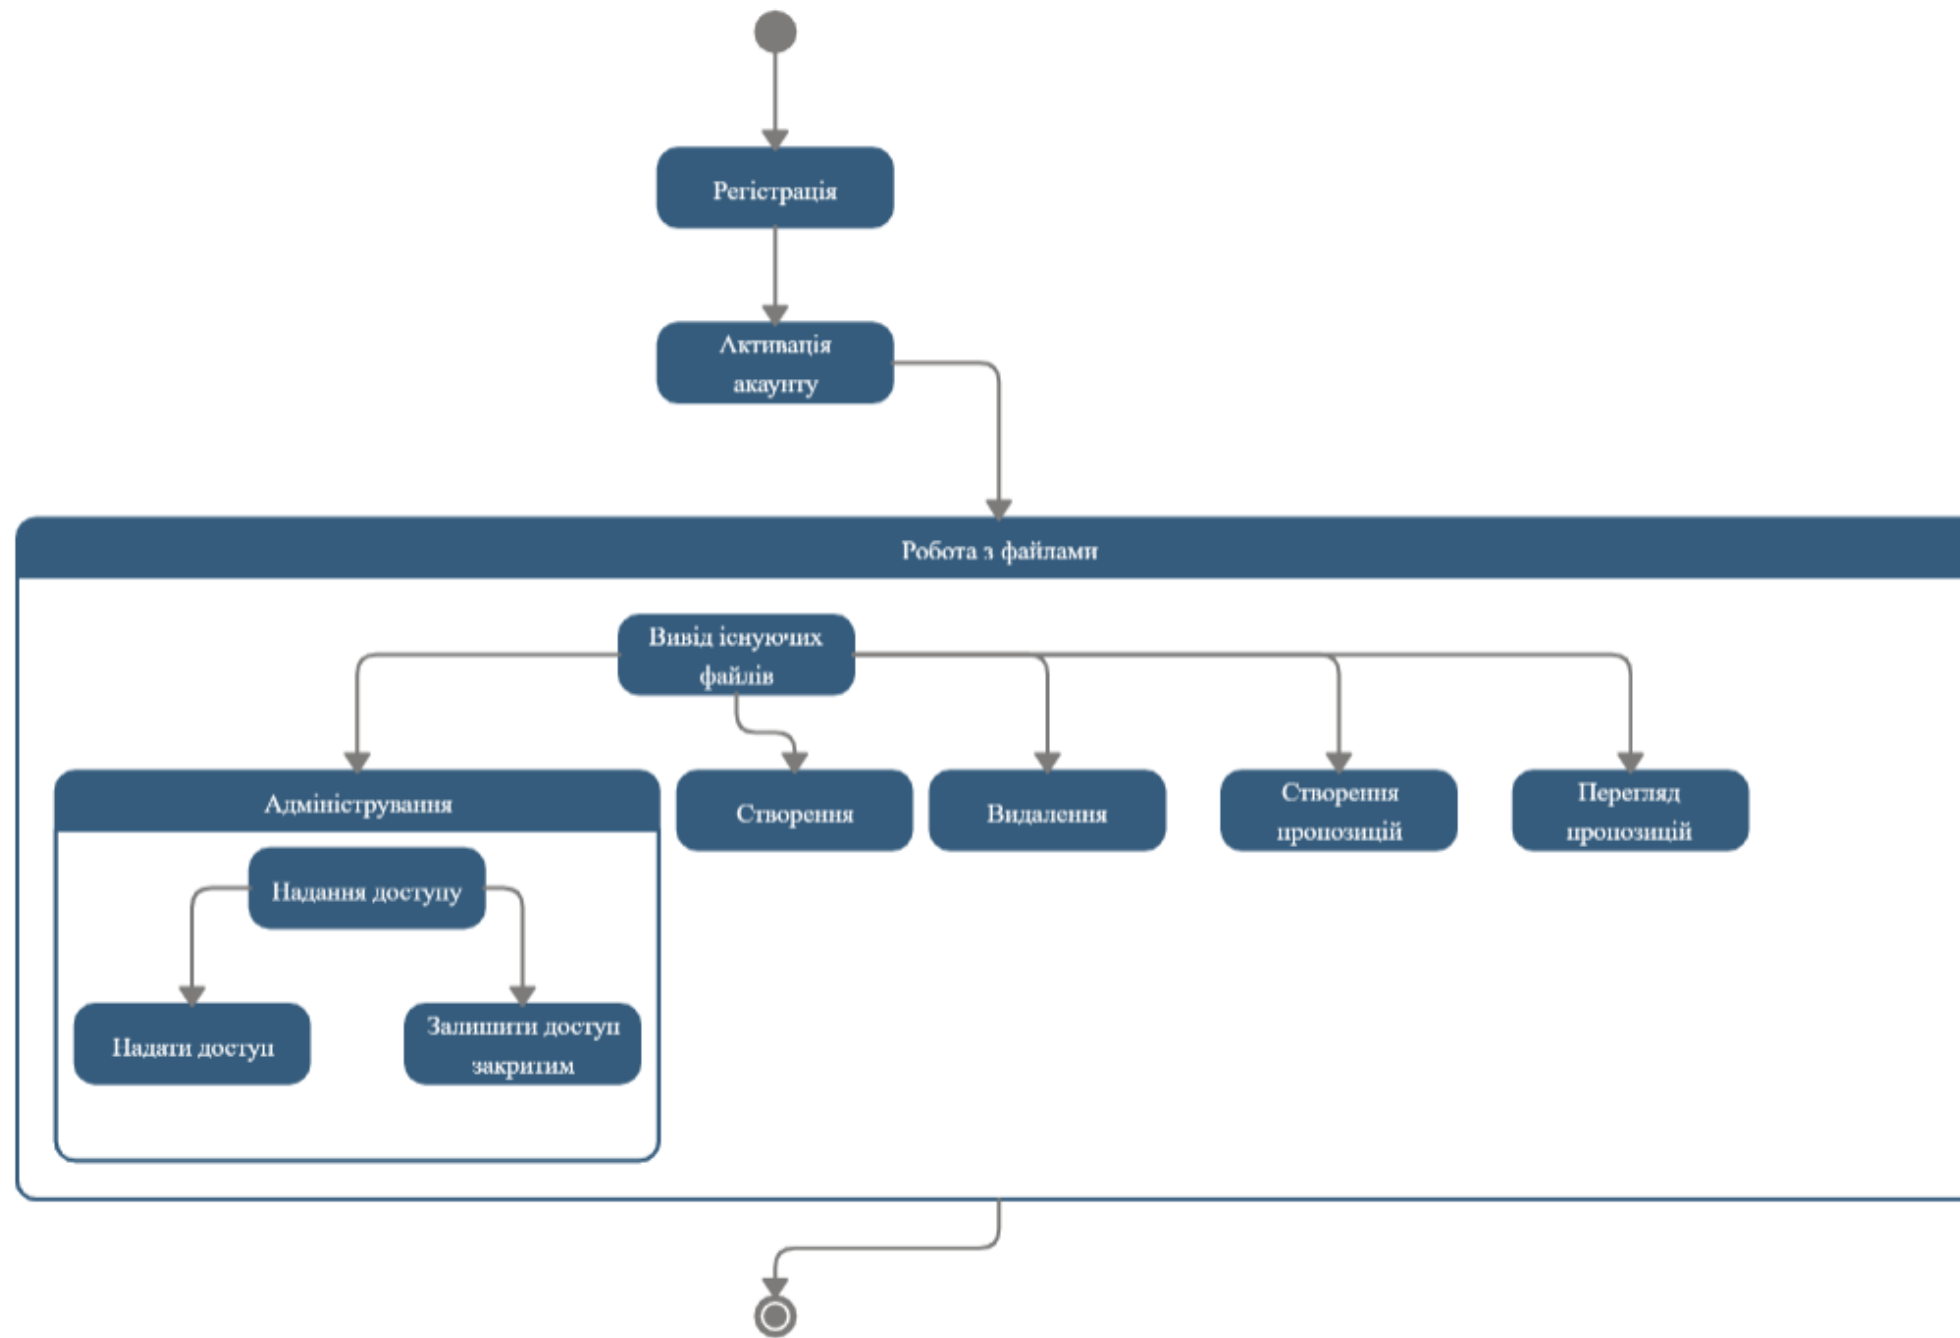 Регістрація
Активація
акаунту
Робота з файлами
Вивід існуючих
файлів
Адміністрування
Створення
Видалення
Створення
пропозицій
Перегляд
пропозицій
Надання доступу
Надати доступ
Залишити доступ
закритим